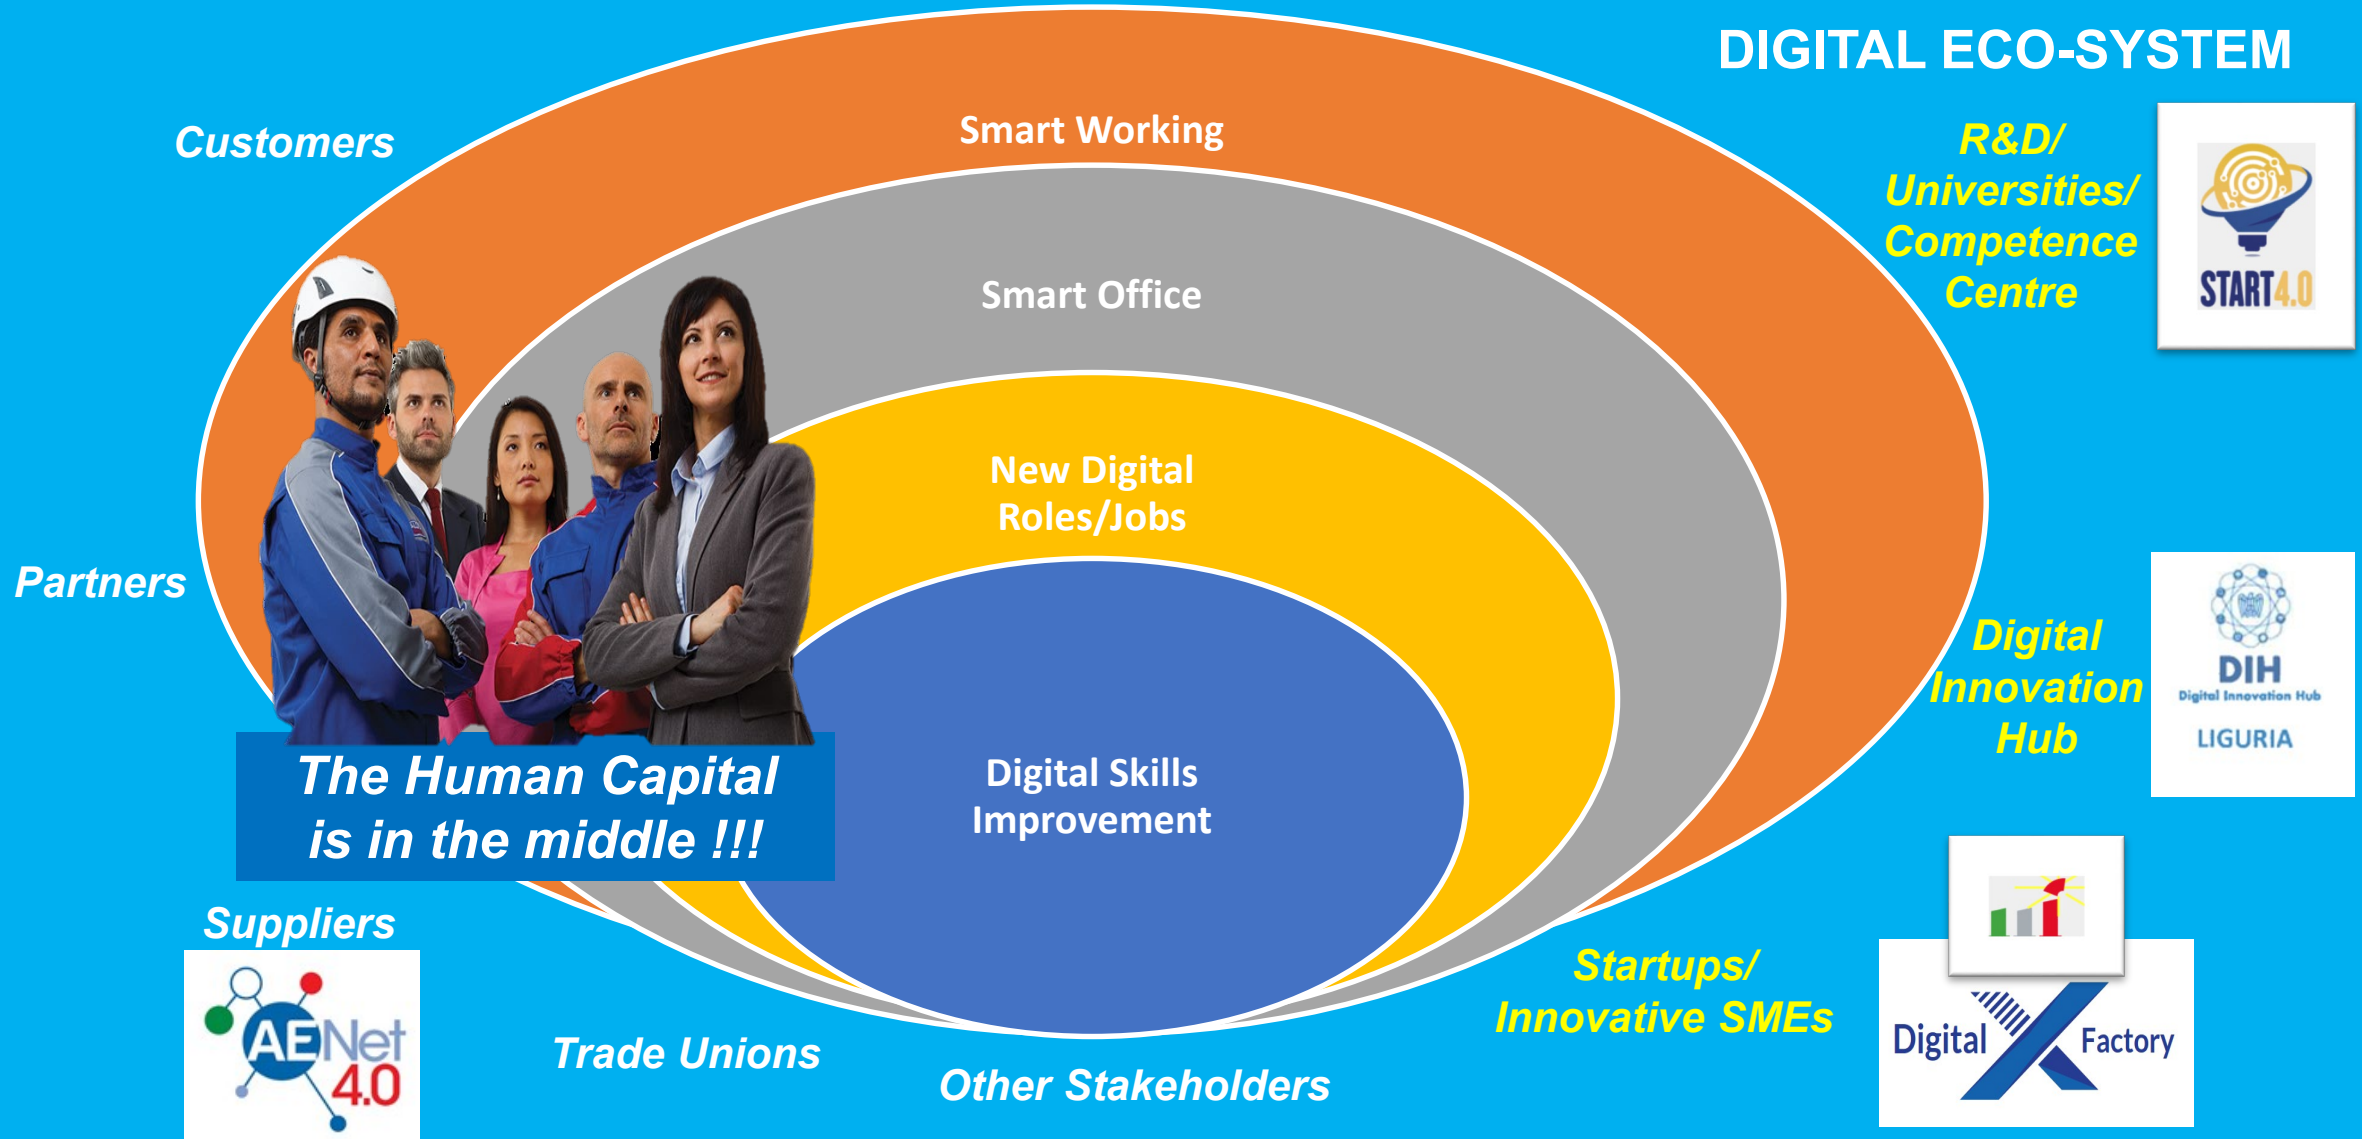 DIGITAL ECO-SYSTEM
Customers
Smart Working
R&D/
Universities/
Competence
Centre
START4.0
Smart Office
New Digital
Roles/Jobs
Partners
Digital
Innovation
Hub
DIH
Digital Innovation Hub
LIGURIA
The Human Capital
is in the middle !!!
Digital Skills
Improvement
Suppliers
AENet
4.0
Trade Unions
Other Stakeholders
Startups/
Innovative SMEs
Digital X Factory